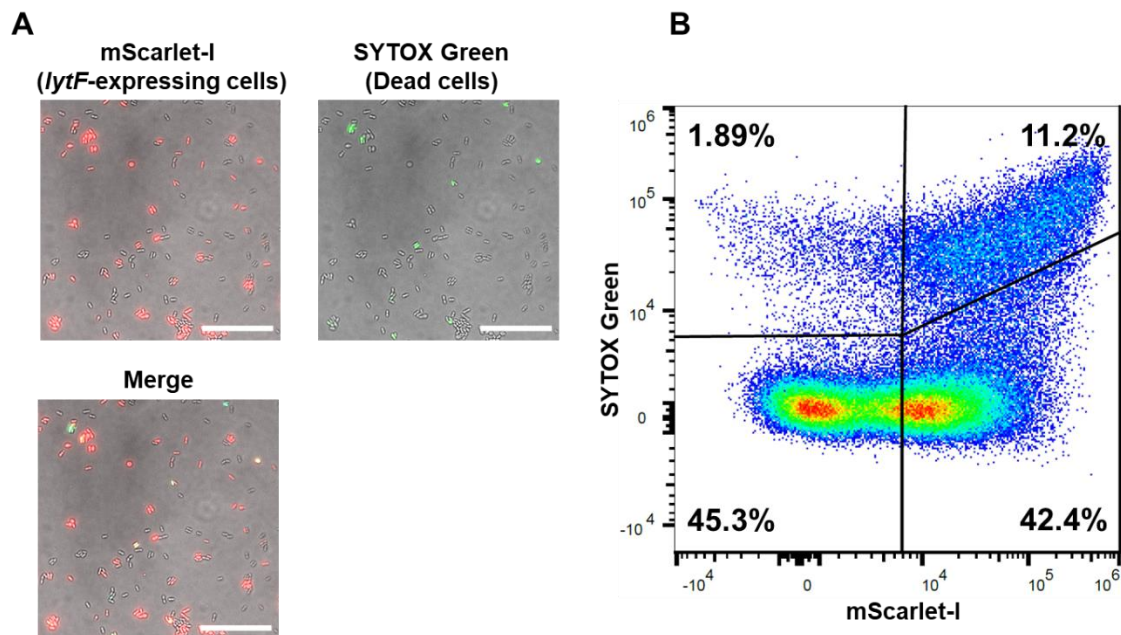 A
mScarlet-I
(lytF-expressing cells)
SYTOX Green
(Dead cells)
Merge
B
1.89%
11.2%
45.3%
42.4%
SYTOX Green
10^6
10^5
10^4
0
-10^4
-10^4
0
10^4
10^5
10^6
mScarlet-I